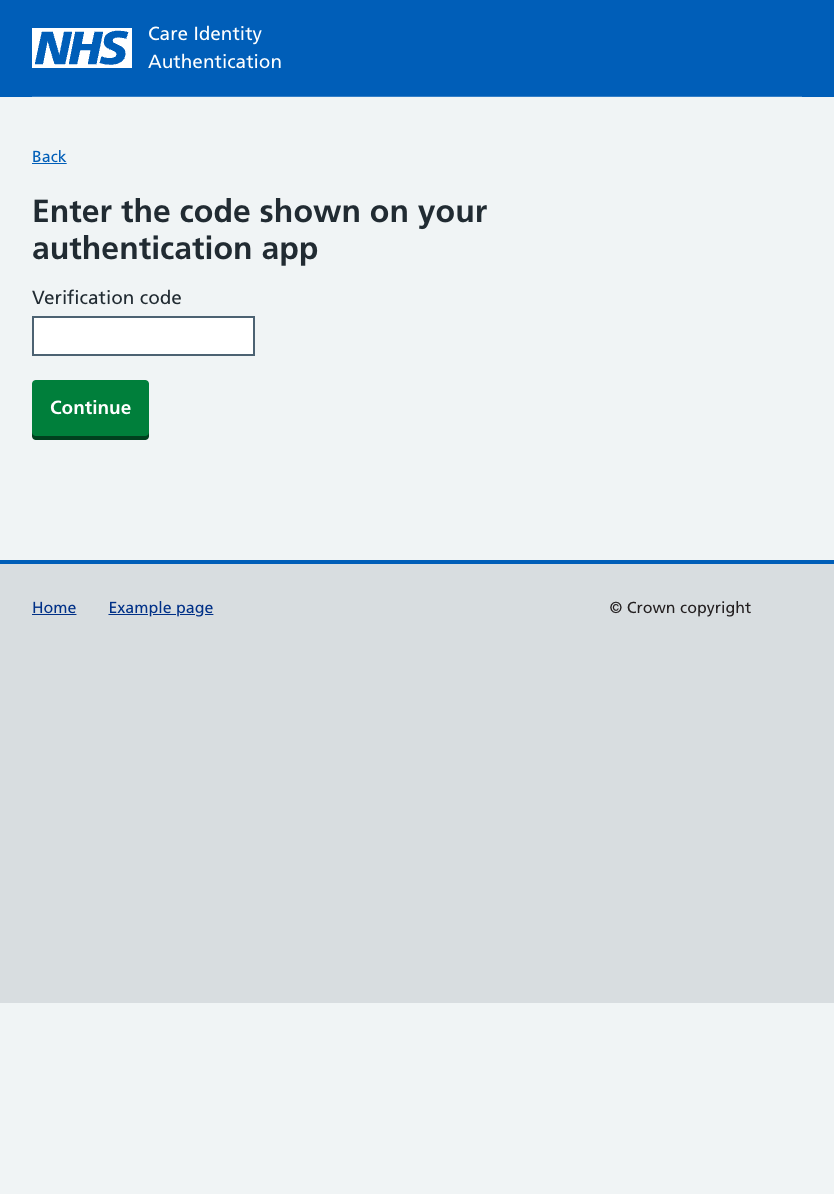 NHS
Care Identity
Authentication
Back
Enter the code shown on your
authentication app
Verification code
Continue
Home Example page © Crown copyright